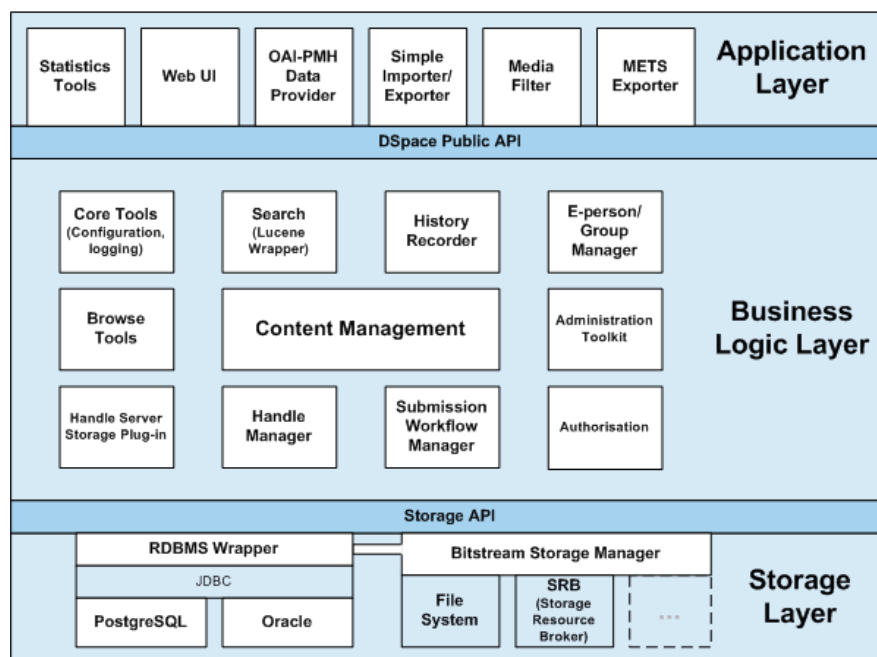 Statistics
Tools
Web UI
OAI-PMH
Data
Provider
Simple
Importer/
Exporter
Media
Filter
METS
Exporter
Application
Layer
DSpace Public API
Core Tools
(Configuration,
logging)
Search
(Lucene
Wrapper)
History
Recorder
E-person/
Group
Manager
Browse
Tools
Content Management
Administration
Toolkit
Business
Logic Layer
Handle Server
Storage Plug-in
Handle
Manager
Submission
Workflow
Manager
Authorisation
Storage API
RDBMS Wrapper
Bitstream Storage Manager
JDBC
PostgreSQL
Oracle
File
System
SRB
(Storage
Resource
Broker)
...
Storage
Layer